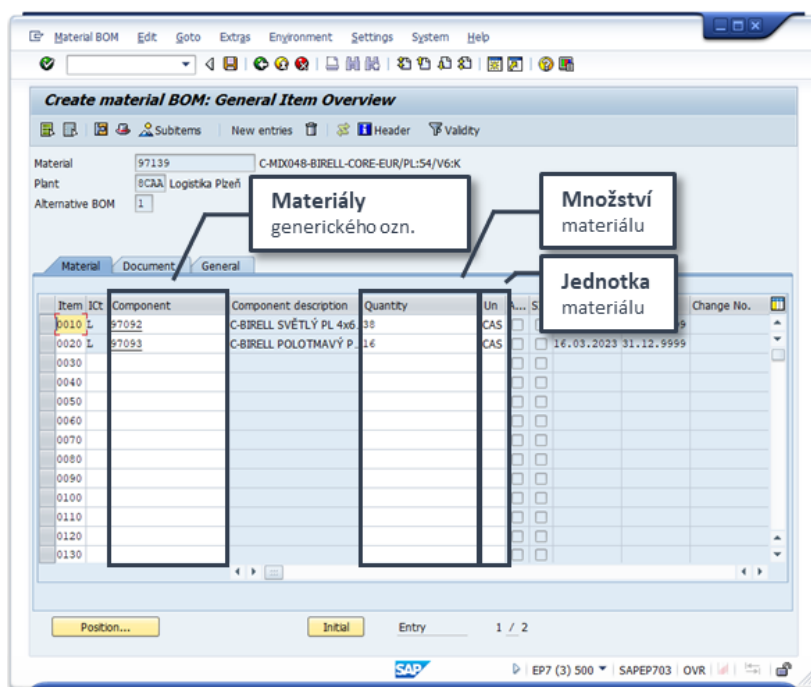 Material BOM Edit Goto Extras Environment Settings System Help
Create material BOM: General Item Overview
Subitems New entries Header Validity
Material 97139 C-MIX048-BIRELL-CORE-EUR/PL:54/V6:K
Plant 8CAA Logistika Plzeň
Alternative BOM 1
Materiály
generického ozn.
Množství
materiálu
Jednotka
materiálu
Material Document General
Item ICt Component Component description Quantity Un A... Change No.
0010 L 97092 C-BIRELL SVĚTLÝ PL 4x6. 38 CAS
0020 L 97093 C-BIRELL POLOTMAVÝ P... 16 CAS 16.03.2023 31.12.9999
0030
0040
0050
0060
0070
0080
0090
0100
0110
0120
0130
Position... Initial Entry 1 / 2
SAP EP7 (3) 500 SAPEP703 OVR